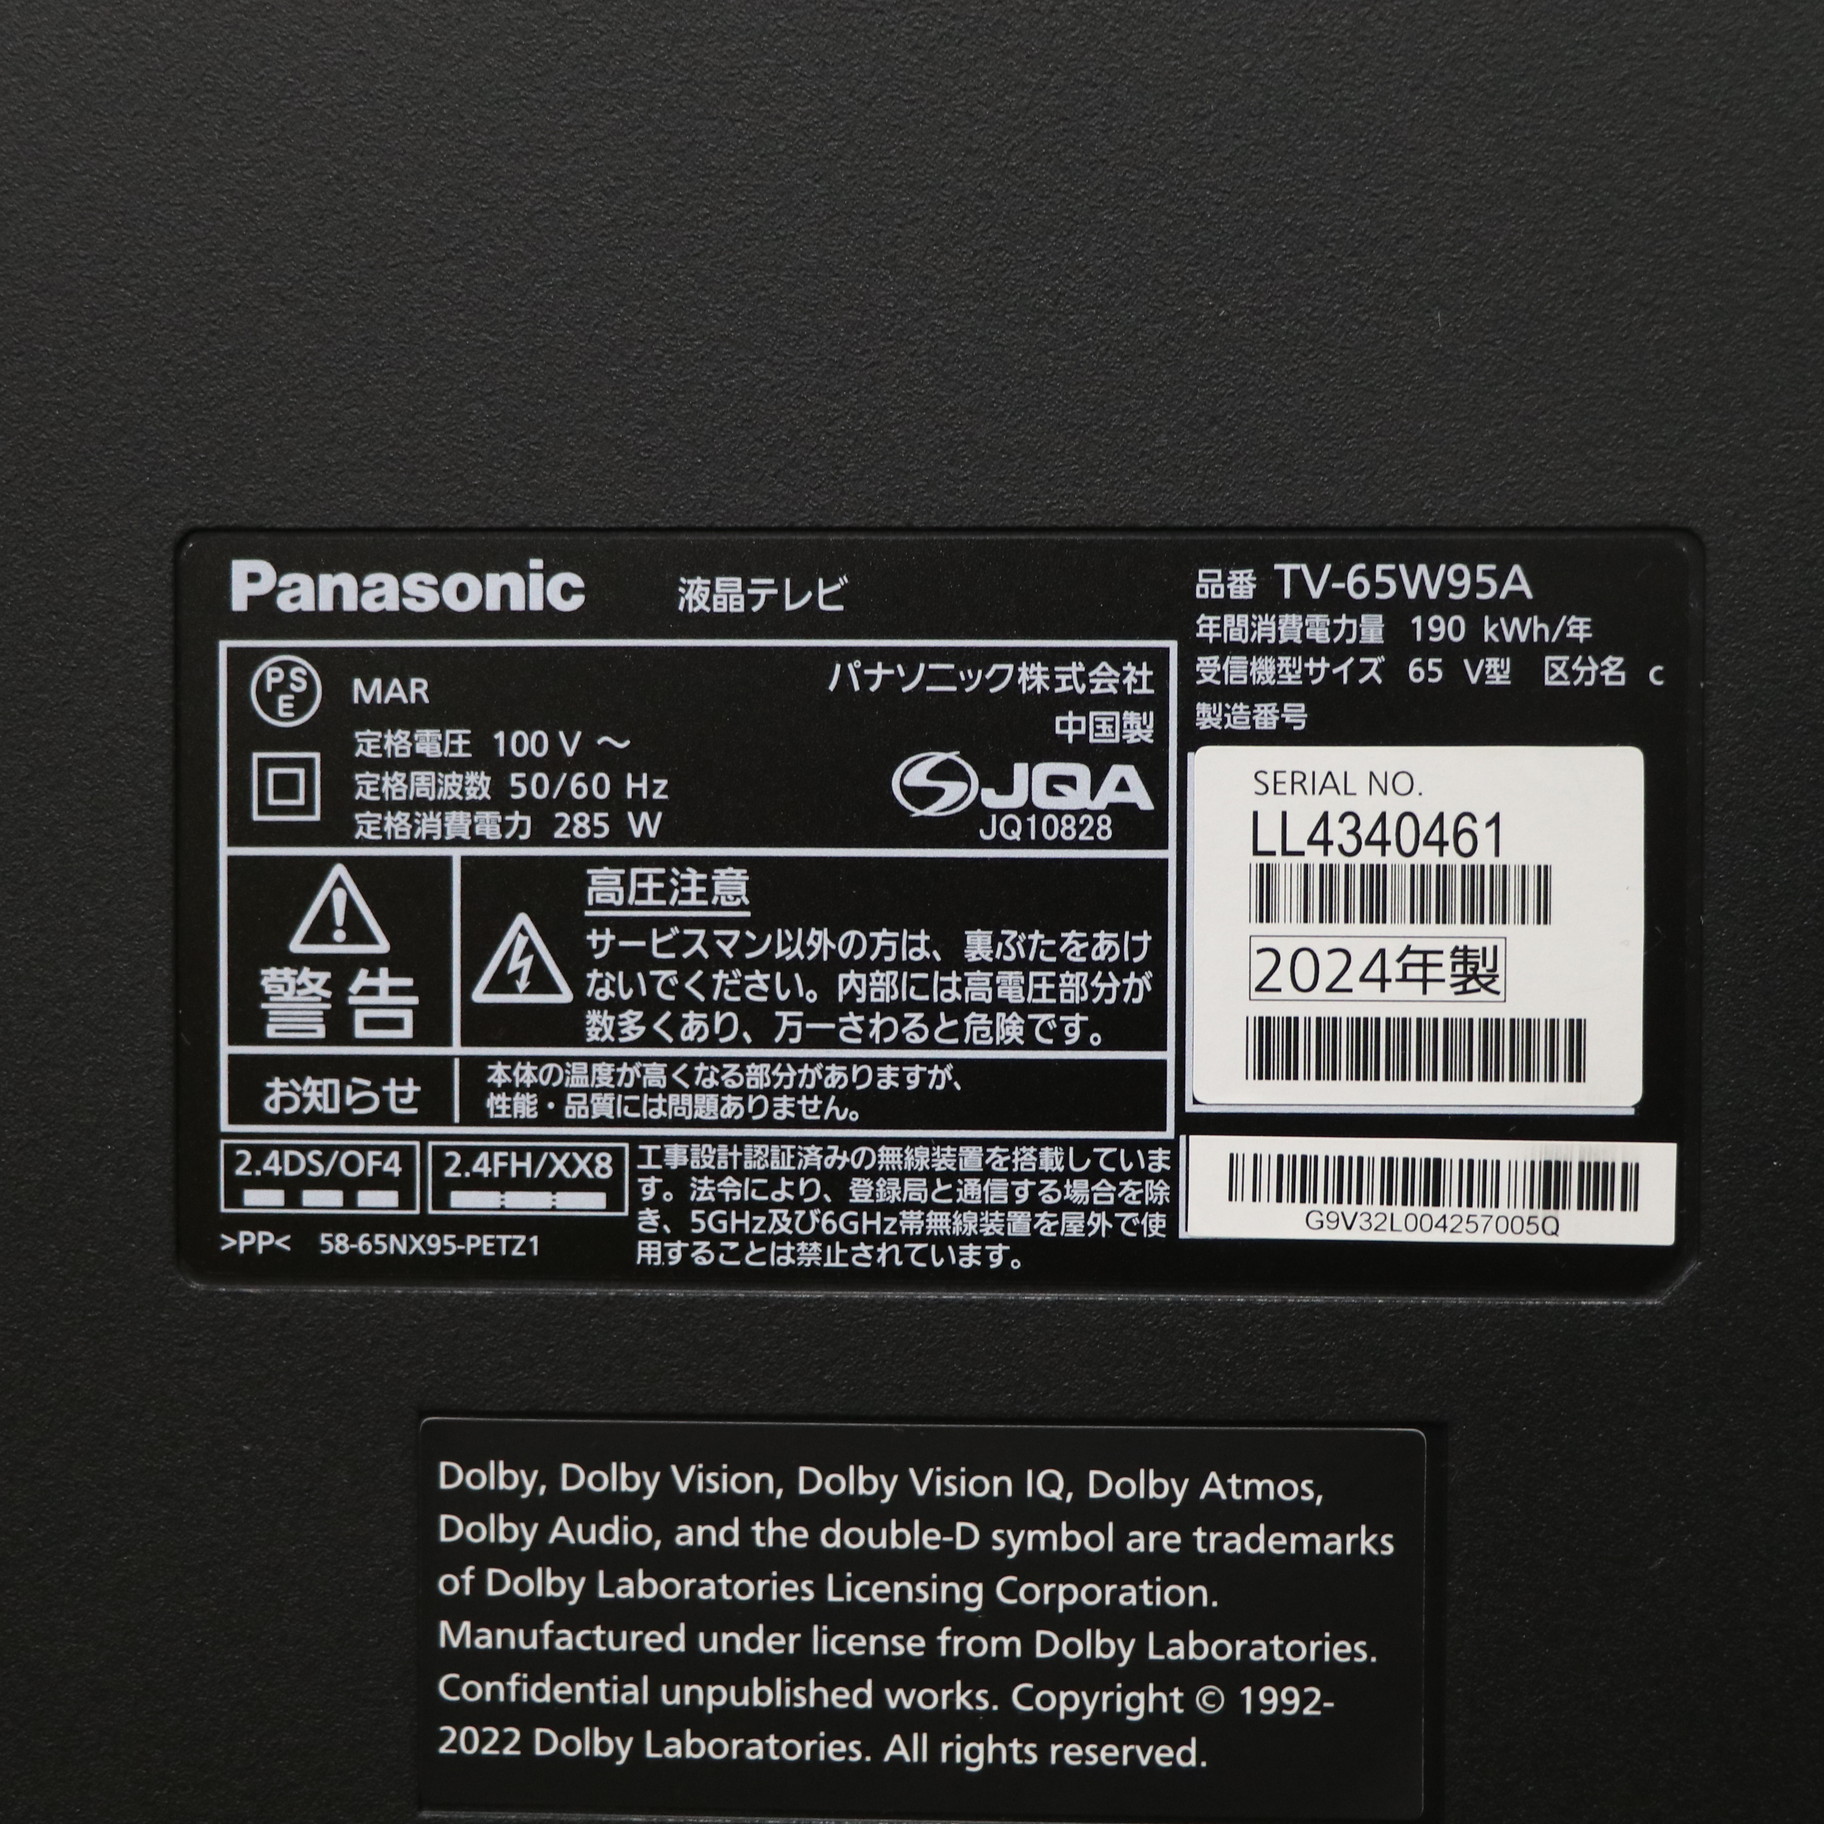 Panasonic 液晶テレビ
PSE MAR
パナソニック株式会社
中国製
定格電圧 100 V ～
定格周波数 50/60 Hz
定格消費電力 285 W
JQA
JQ10828
警告
高圧注意
サービスマン以外の方は、裏ぶたをあけ
ないでください。内部には高電圧部分が
数多くあり、万一さわると危険です。
お知らせ
本体の温度が高くなる部分がありますが、
性能・品質には問題ありません。
2.4DS/OF4
2.4FH/XX8
工事設計認証済みの無線装置を搭載していま
す。法令により、登録局と通信する場合を除
き、5GHz及び6GHz帯無線装置を屋外で使
用することは禁止されています。
>PP< 58-65NX95-PETZ1
品番 TV-65W95A
年間消費電力量 190 kWh/年
受信機型サイズ 65 V型 区分名 c
製造番号
SERIAL NO.
LL4340461
2024年製
G9V32L004257005Q
Dolby, Dolby Vision, Dolby Vision IQ, Dolby Atmos,
Dolby Audio, and the double-D symbol are trademarks
of Dolby Laboratories Licensing Corporation.
Manufactured under license from Dolby Laboratories.
Confidential unpublished works. Copyright © 1992-
2022 Dolby Laboratories. All rights reserved.